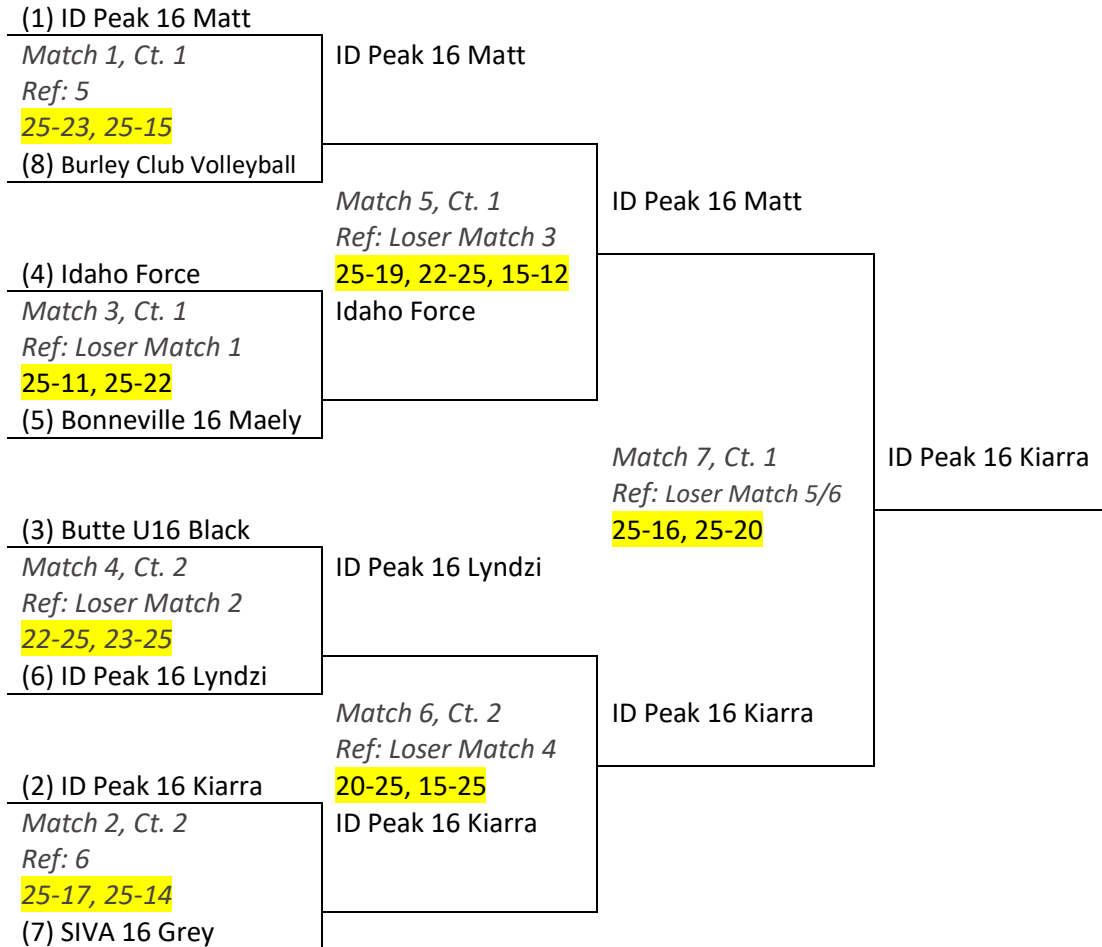 (1) ID Peak 16 Matt
Match 1, Ct. 1
Ref: 5
25-23, 25-15
(8) Burley Club Volleyball
ID Peak 16 Matt
Match 5, Ct. 1
Ref: Loser Match 3
25-19, 22-25, 15-12
Idaho Force
ID Peak 16 Matt
(4) Idaho Force
Match 3, Ct. 1
Ref: Loser Match 1
25-11, 25-22
(5) Bonneville 16 Maely
Match 7, Ct. 1
Ref: Loser Match 5/6
25-16, 25-20
ID Peak 16 Kiarra
(3) Butte U16 Black
Match 4, Ct. 2
Ref: Loser Match 2
22-25, 23-25
(6) ID Peak 16 Lyndzi
ID Peak 16 Lyndzi
Match 6, Ct. 2
Ref: Loser Match 4
20-25, 15-25
ID Peak 16 Kiarra
ID Peak 16 Kiarra
(2) ID Peak 16 Kiarra
Match 2, Ct. 2
Ref: 6
25-17, 25-14
(7) SIVA 16 Grey